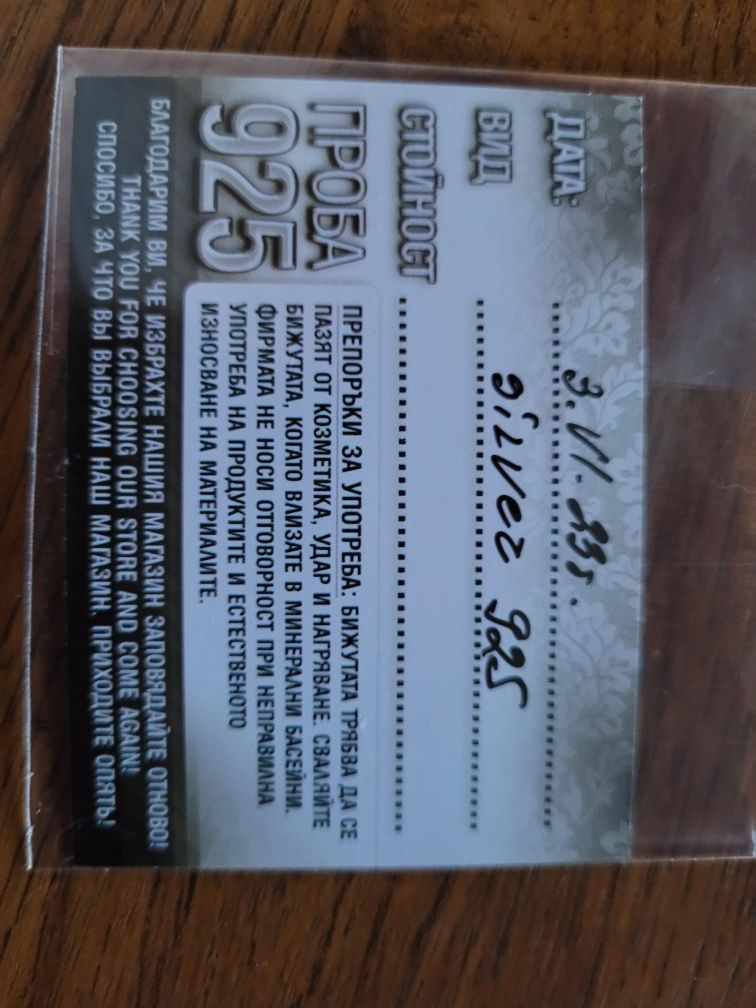 ДАТА: 3. VI. 23г.
ВИД silver 925
СТОЙНОСТ
ПРОБА
925
ПРЕПОРЪКИ ЗА УПОТРЕБА: БИЖУТАТА ТРЯБВА ДА СЕ
ПАЗЯТ ОТ КОЗМЕТИКА, УДАР И НАГРЯВАНЕ. СВАЛЯЙТЕ
БИЖУТАТА, КОГАТО ВЛИЗАТЕ В МИНЕРАЛНИ БАСЕЙНИ.
ФИРМАТА НЕ НОСИ ОТГОВОРНОСТ ПРИ НЕПРАВИЛНА
УПОТРЕБА НА ПРОДУКТИТЕ И ЕСТЕСТВЕНОТО
ИЗНОСВАНЕ НА МАТЕРИАЛИТЕ.
БЛАГОДАРИМ ВИ, ЧЕ ИЗБРАХТЕ НАШИЯ МАГАЗИН ЗАПОВЯДАЙТЕ ОТНОВО!
THANK YOU FOR CHOOSING OUR STORE AND COME AGAIN!
СПОСИБО, ЗА ЧТО ВЫ ВЫБРАЛИ НАШ МАГАЗИН. ПРИХОДИТЕ ОПЯТЬ!